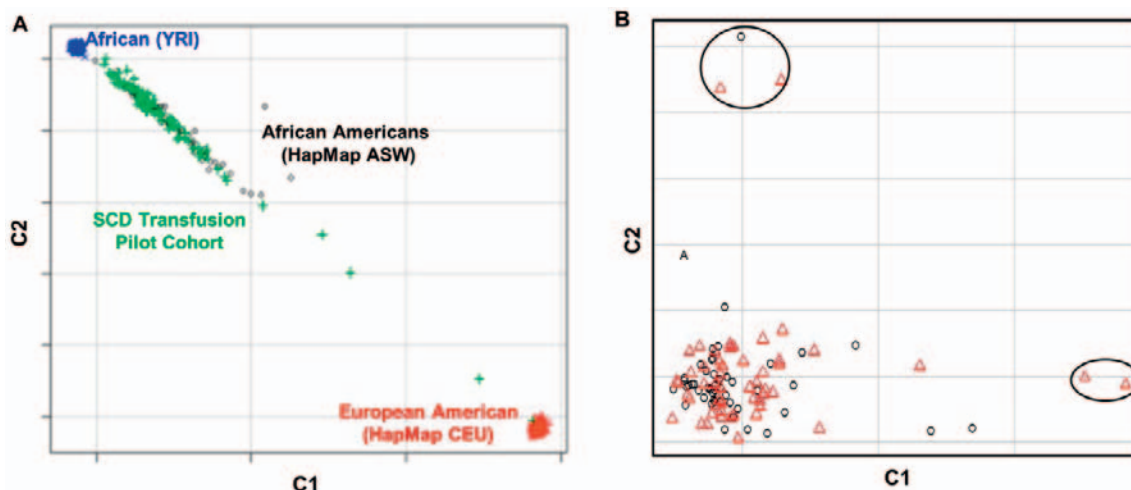 A
African (YRI)
African Americans
(HapMap ASW)
SCD Transfusion
Pilot Cohort
European American
(HapMap CEU)
C2
C1
B
A
C2
C1